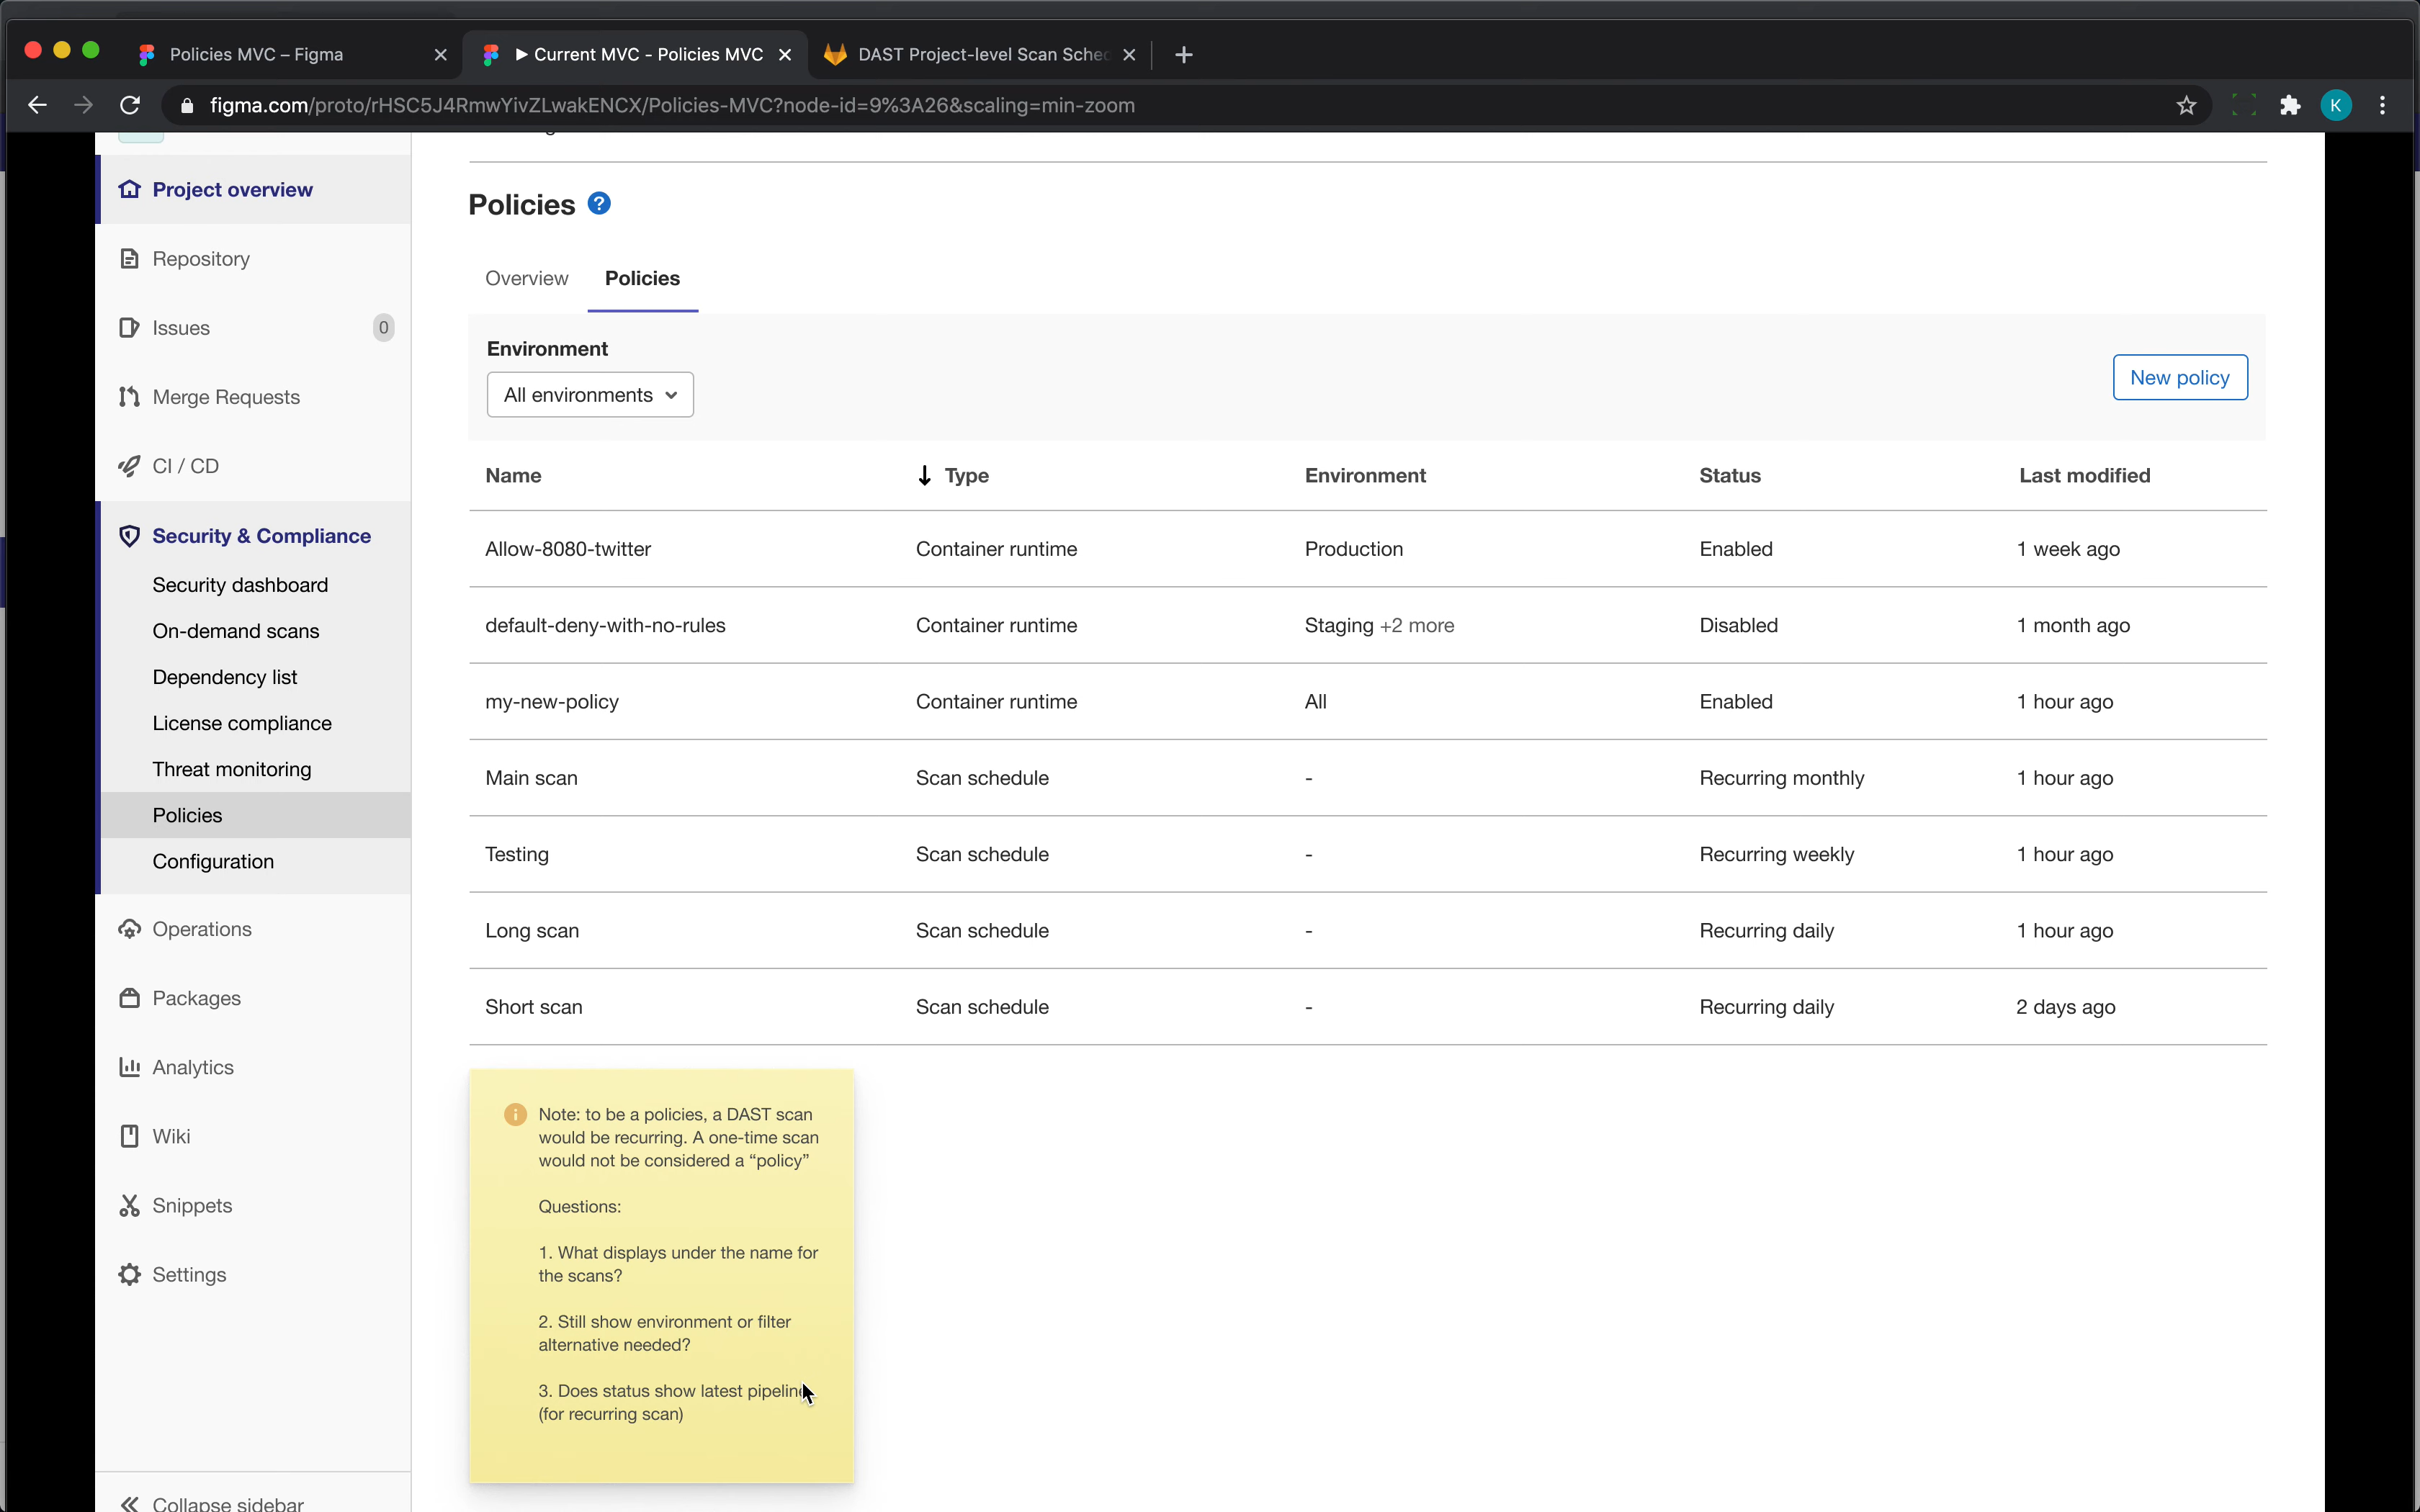 Policies MVC – Figma
▶ Current MVC - Policies MVC
DAST Project-level Scan Sche
figma.com/proto/rHSC5J4RmwYivZLwakENCX/Policies-MVC?node-id=9%3A26&scaling=min-zoom
K
Project overview
Repository
Issues
0
Merge Requests
CI / CD
Security & Compliance
Security dashboard
On-demand scans
Dependency list
License compliance
Threat monitoring
Policies
Configuration
Operations
Packages
Analytics
Wiki
Snippets
Settings
Collapse sidebar
Policies ?
Overview Policies
Environment
All environments
New policy
Name Type Environment Status Last modified
Allow-8080-twitter Container runtime Production Enabled 1 week ago
default-deny-with-no-rules Container runtime Staging +2 more Disabled 1 month ago
my-new-policy Container runtime All Enabled 1 hour ago
Main scan Scan schedule - Recurring monthly 1 hour ago
Testing Scan schedule - Recurring weekly 1 hour ago
Long scan Scan schedule - Recurring daily 1 hour ago
Short scan Scan schedule - Recurring daily 2 days ago
Note: to be a policies, a DAST scan
would be recurring. A one-time scan
would not be considered a “policy”
Questions:
1. What displays under the name for
the scans?
2. Still show environment or filter
alternative needed?
3. Does status show latest pipeline
(for recurring scan)